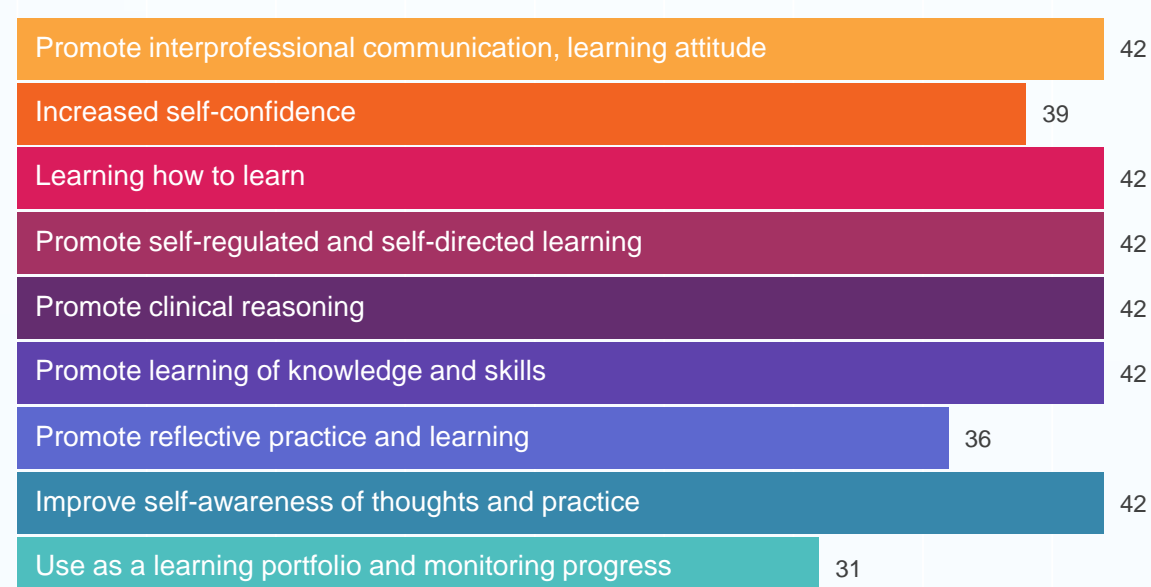 Promote interprofessional communication, learning attitude 42
Increased self-confidence 39
Learning how to learn 42
Promote self-regulated and self-directed learning 42
Promote clinical reasoning 42
Promote learning of knowledge and skills 42
Promote reflective practice and learning 36
Improve self-awareness of thoughts and practice 42
Use as a learning portfolio and monitoring progress 31